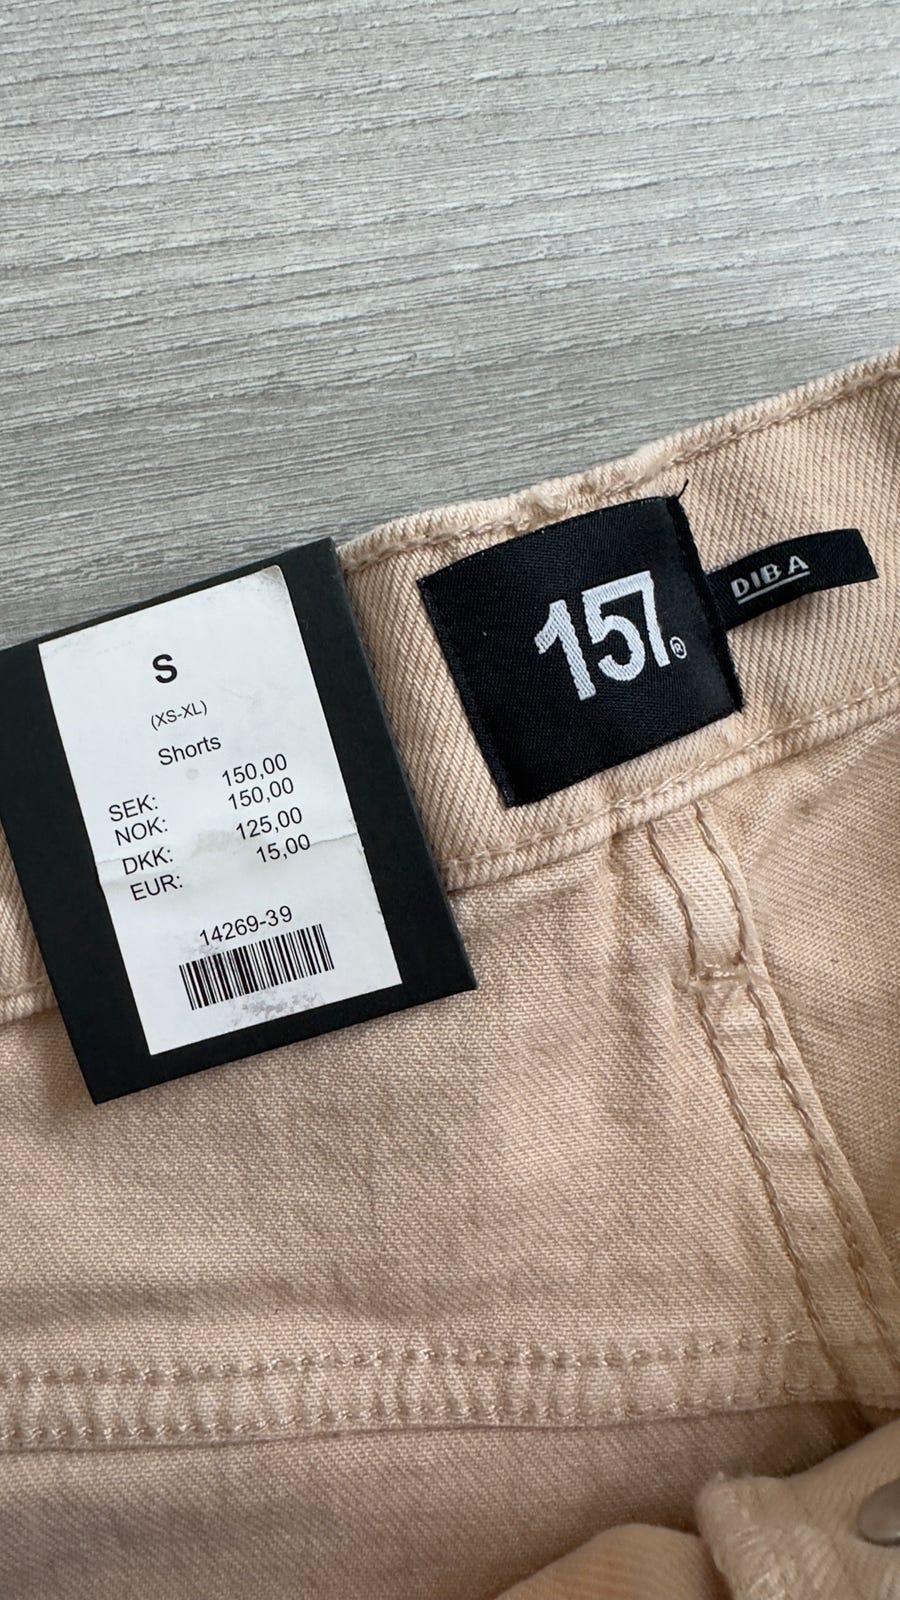 S
(XS-XL)
Shorts
SEK: 150,00
NOK: 150,00
DKK: 125,00
EUR: 15,00
14269-39
157®
DIBA